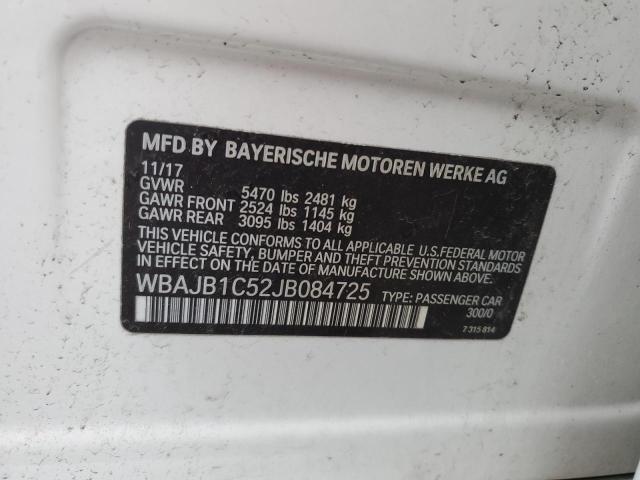 MFD BY BAYERISCHE MOTOREN WERKE AG
11/17
GVWR 5470 lbs 2481 kg
GAWR FRONT 2524 lbs 1145 kg
GAWR REAR 3095 lbs 1404 kg
THIS VEHICLE CONFORMS TO ALL APPLICABLE U.S.FEDERAL MOTOR
VEHICLE SAFETY, BUMPER AND THEFT PREVENTION STANDARDS
IN EFFECT ON THE DATE OF MANUFACTURE SHOWN ABOVE.
WBAJB1C52JB084725 TYPE: PASSENGER CAR
300/0
7 315 814